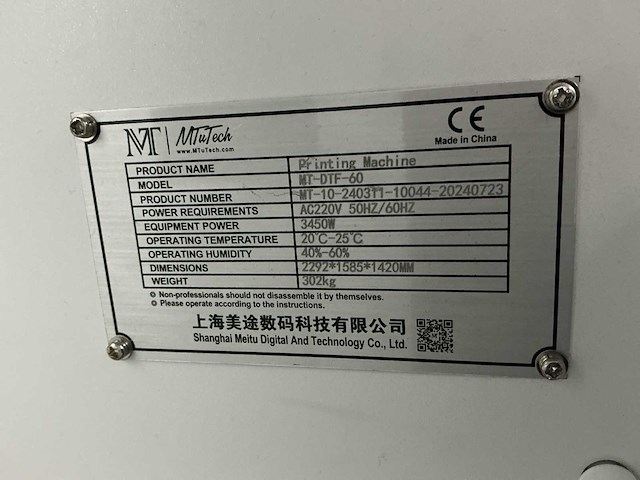 MT | MTuTech
www.MTuTech.com
CE
Made in China
PRODUCT NAME Printing Machine
MODEL MT-DTF-60
PRODUCT NUMBER MT-10-240311-10044-20240723
POWER REQUIREMENTS AC220V 50HZ/60HZ
EQUIPMENT POWER 3450W
OPERATING TEMPERATURE 20℃-25℃
OPERATING HUMIDITY 40%-60%
DIMENSIONS 2292*1585*1420MM
WEIGHT 302kg
Non-professionals should not disassemble it by themselves.
Please operate according to the instructions.
上海美途数码科技有限公司
Shanghai Meitu Digital And Technology Co., Ltd.